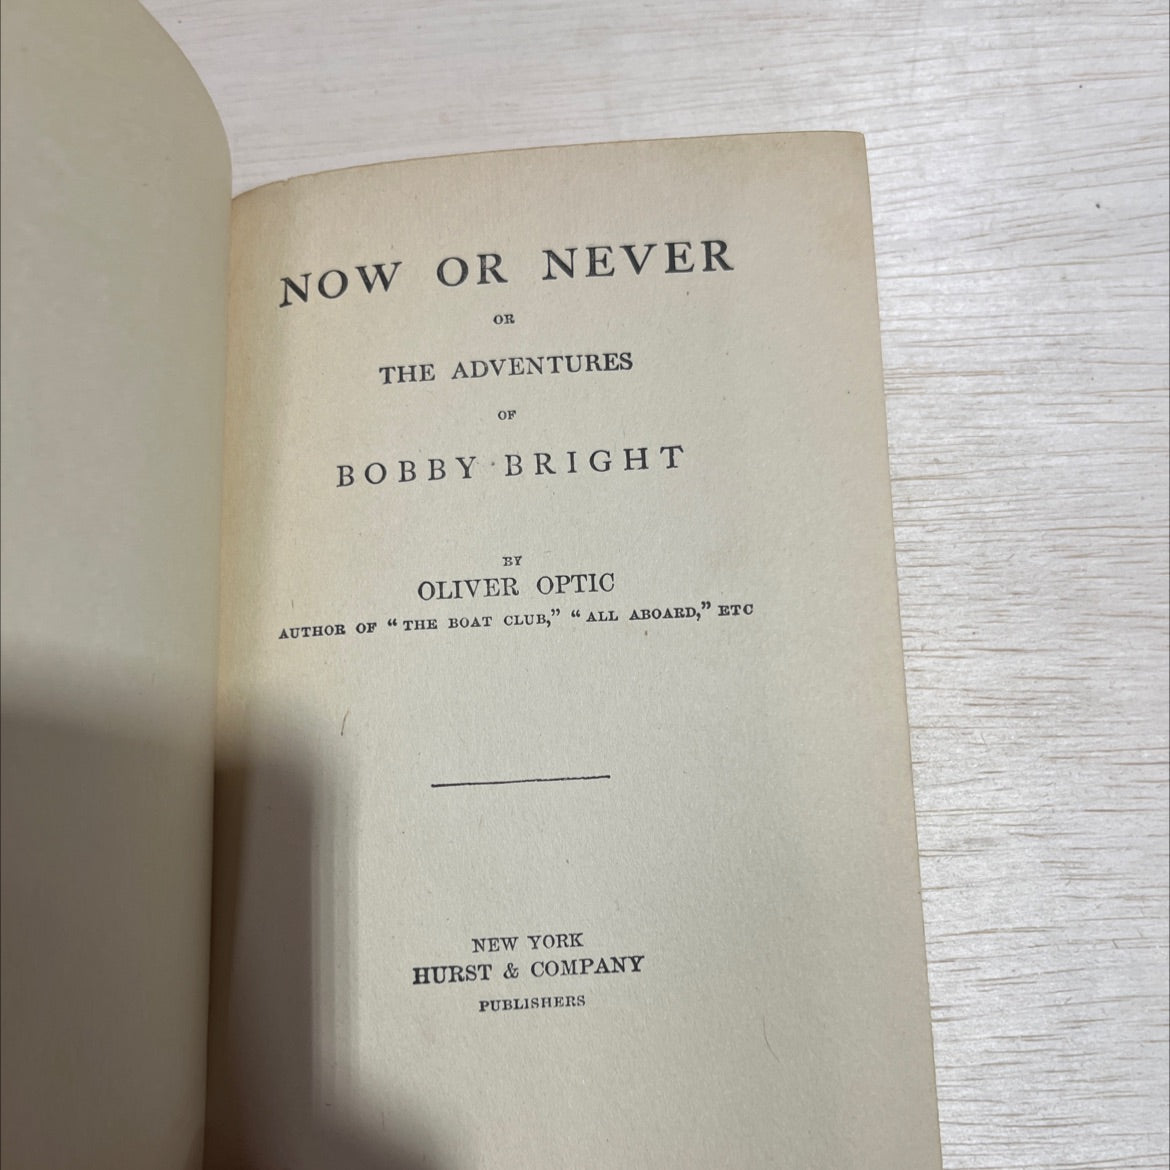 NOW OR NEVER
OR
THE ADVENTURES
OF
BOBBY BRIGHT
BY
OLIVER OPTIC
AUTHOR OF “THE BOAT CLUB,” “ALL ABOARD,” ETC
NEW YORK
HURST & COMPANY
PUBLISHERS